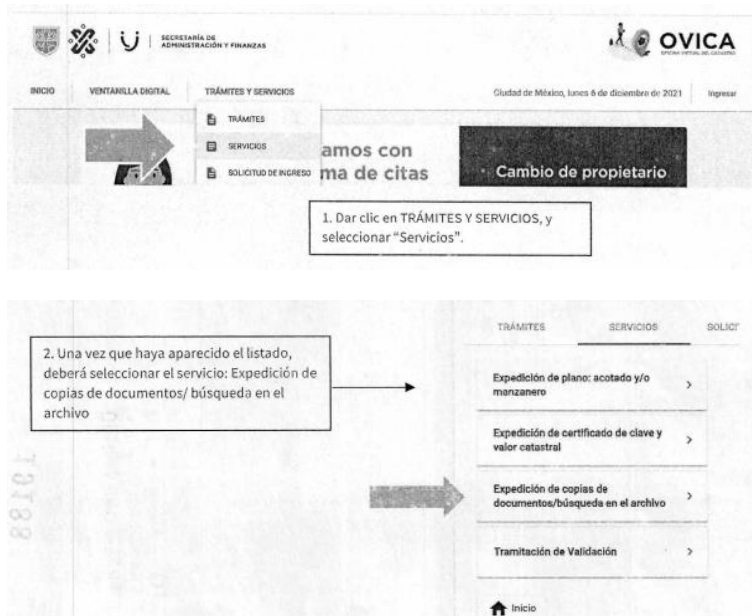 SECRETARÍA DE
ADMINISTRACIÓN Y FINANZAS
OVICA
OFICINA VIRTUAL DEL CATASTRO
INICIO VENTANILLA DIGITAL TRÁMITES Y SERVICIOS Ciudad de México, lunes 6 de diciembre de 2021 Ingresar
TRÁMITES
SERVICIOS
SOLICITUD DE INGRESO
amos con
ma de citas
Cambio de propietario
1. Dar clic en TRÁMITES Y SERVICIOS, y
seleccionar "Servicios".
2. Una vez que haya aparecido el listado,
deberá seleccionar el servicio: Expedición de
copias de documentos/ búsqueda en el
archivo
TRÁMITES SERVICIOS SOLICI
Expedición de plano: acotado y/o
manzanero
Expedición de certificado de clave y
valor catastral
Expedición de copias de
documentos/búsqueda en el archivo
Tramitación de Validación
Inicio